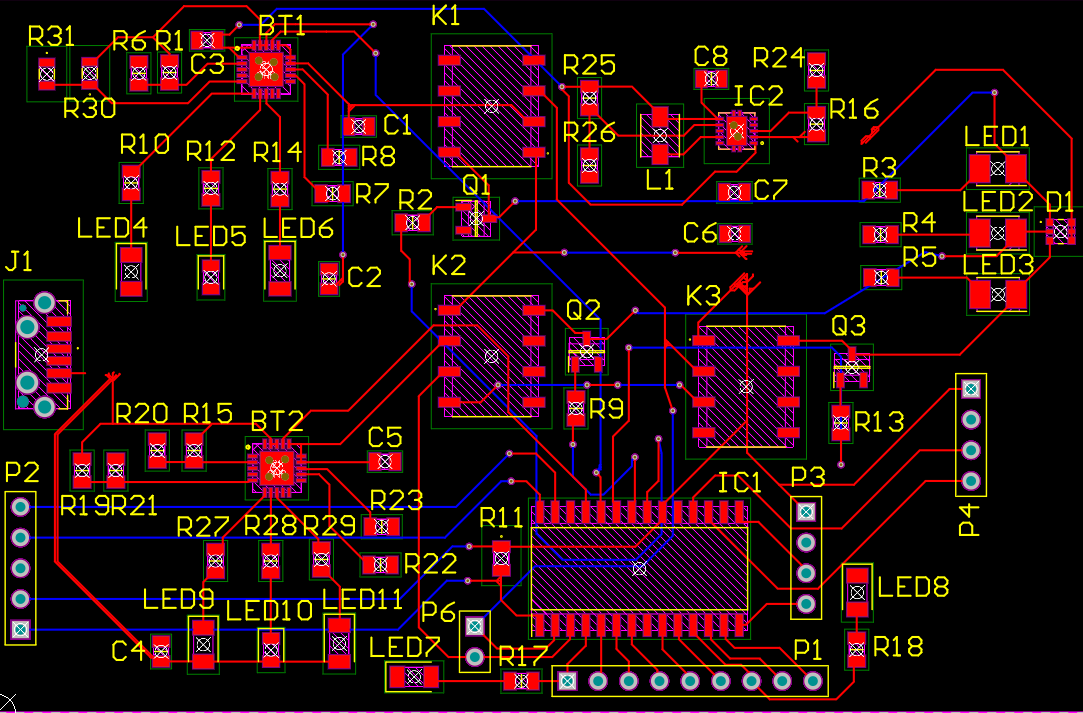 K1
BT1
R31
R6 R1
C8
R24
C3
R25
R30
IC2
R16
C1
R26
LED1
R10
R12
R14
R8
L1
R3
R7
Q1
C7
R2
LED2
D1
LED4
LED5
LED6
C6
R4
J1
K2
R5
LED3
C2
K3
Q2
Q3
R20
R15
R9
R13
BT2
C5
P2
P3
IC1
R19 R21
R23
P4
R27
R28
R29
R11
R22
LED8
LED9
LED10
LED11
P6
C4
LED7
R17
P1
R18